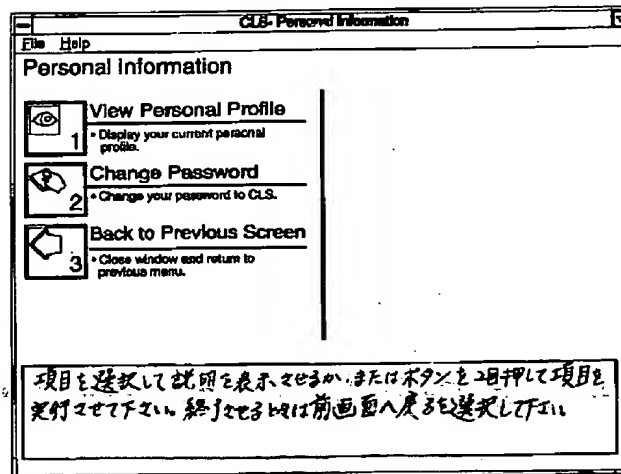 CLS- Personal Information
File Help
Personal Information
View Personal Profile
1
• Display your current personal
profile.
Change Password
2
• Change your password to CLS.
Back to Previous Screen
3
• Close window and return to
previous menu.
項目を選択して説明を表示させるか、またはボタンを2回押して項目を
実行させて下さい。終了させるときは前画面へ戻るを選択して下さい